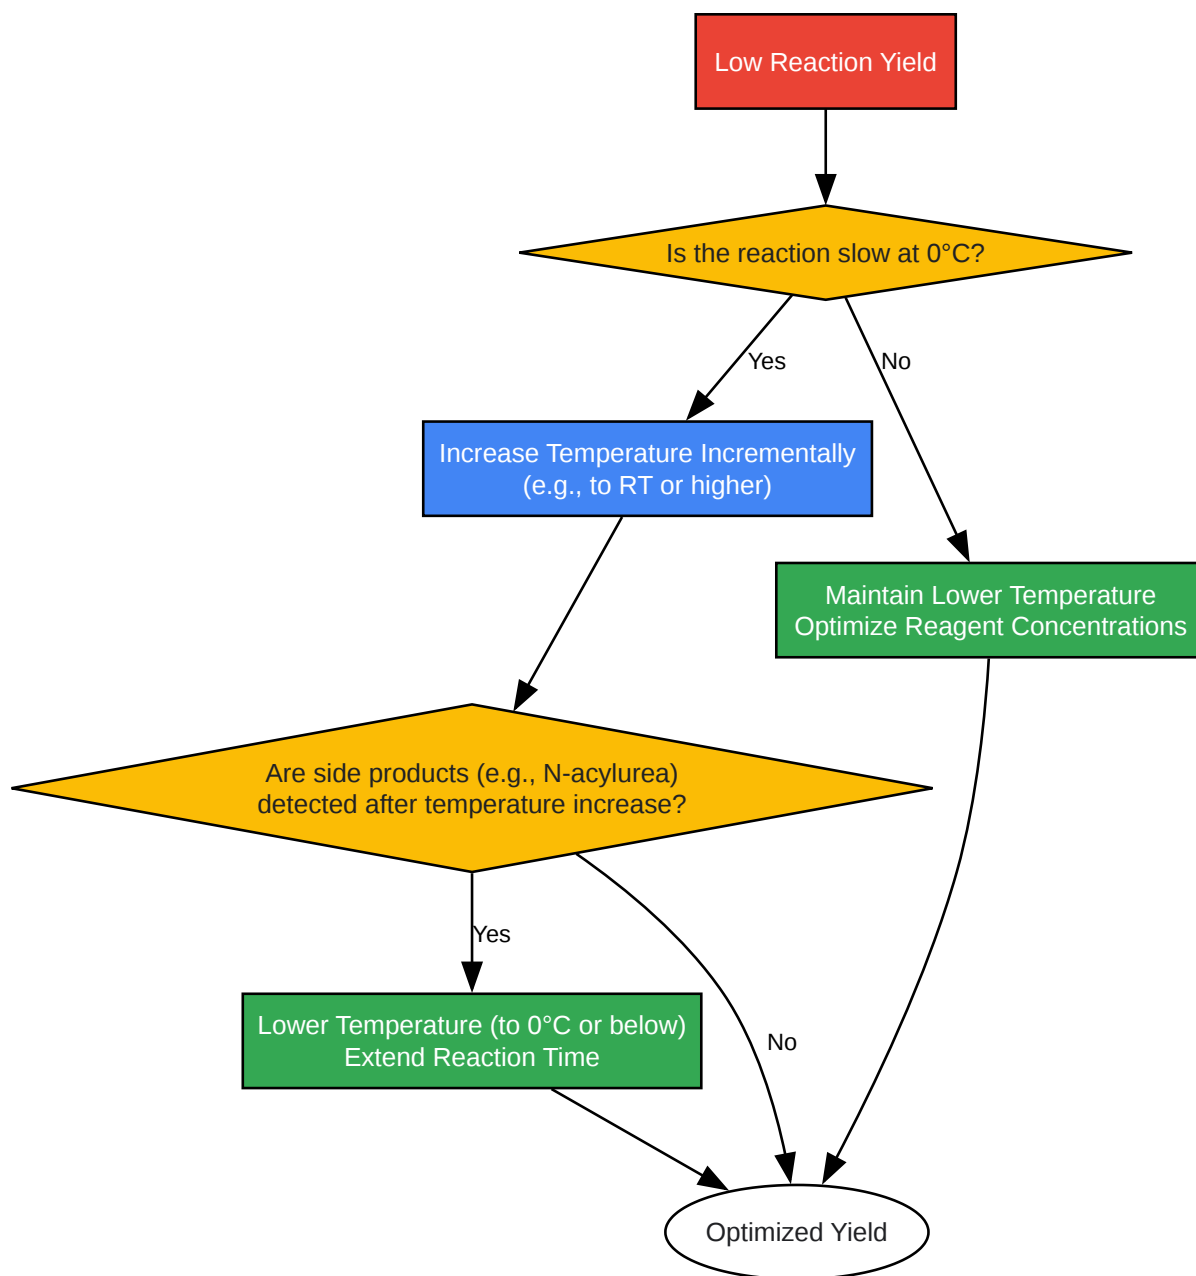 Low Reaction Yield
Is the reaction slow at 0°C?
Yes
No
Increase Temperature Incrementally
(e.g., to RT or higher)
Maintain Lower Temperature
Optimize Reagent Concentrations
Are side products (e.g., N-acylurea)
detected after temperature increase?
Yes
Lower Temperature (to 0°C or below)
Extend Reaction Time
No
Optimized Yield